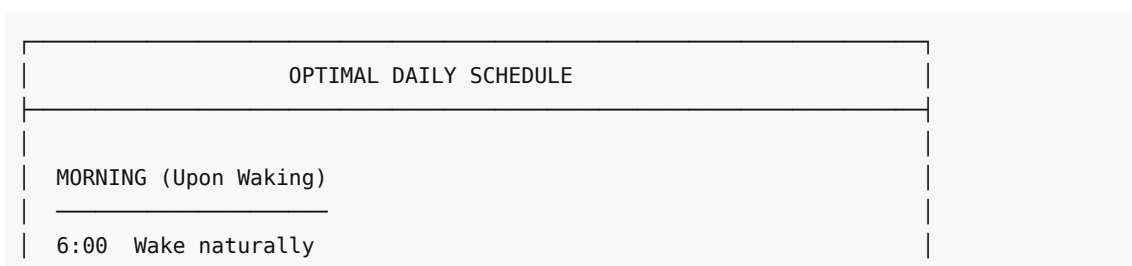 OPTIMAL DAILY SCHEDULE
MORNING (Upon Waking)
6:00 Wake naturally